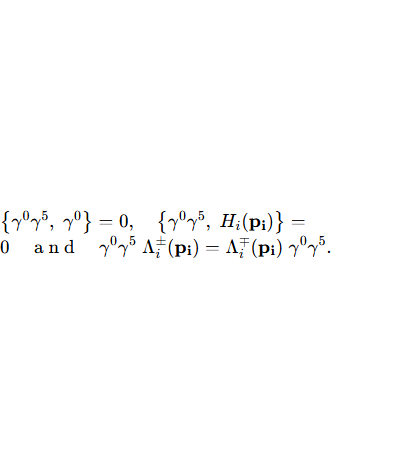 {γ⁰γ⁵, γ⁰} = 0, {γ⁰γ⁵, Hᵢ(𝐩ᵢ)} =
0 and γ⁰γ⁵ Λᵢ^±(𝐩ᵢ) = Λᵢ^∓(𝐩ᵢ) γ⁰γ⁵.